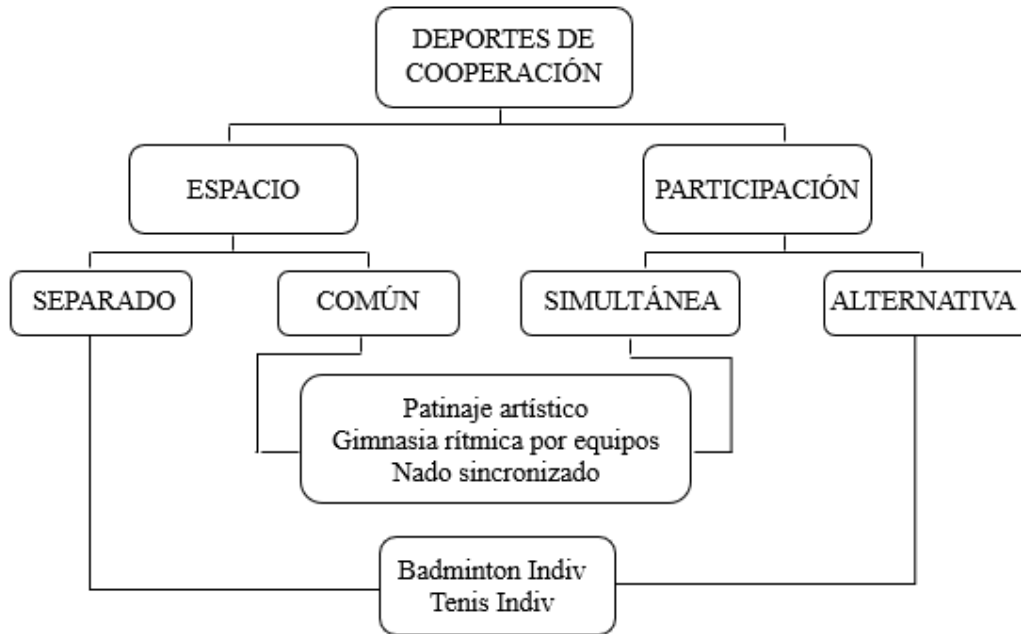 DEPORTES DE
COOPERACIÓN
ESPACIO
PARTICIPACIÓN
SEPARADO
COMÚN
SIMULTÁNEA
ALTERNATIVA
Patinaje artístico
Gimnasia rítmica por equipos
Nado sincronizado
Badminton Indiv
Tenis Indiv